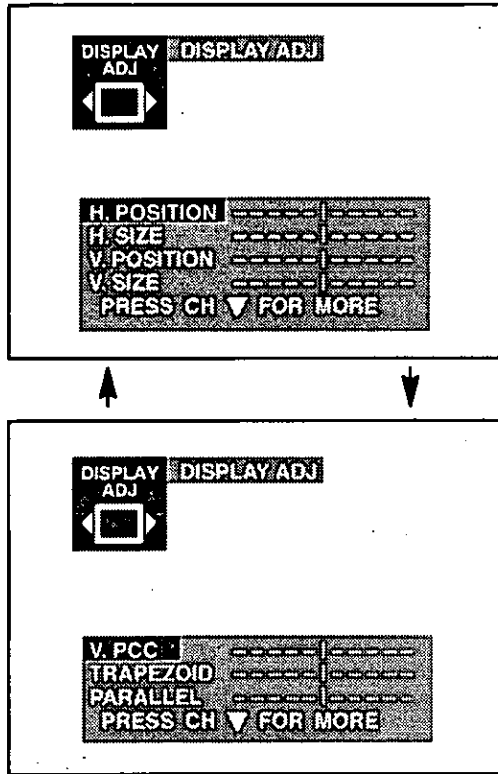 DISPLAY ADJ
DISPLAY ADJ
H. POSITION
H. SIZE
V. POSITION
V. SIZE
PRESS CH ▼ FOR MORE
DISPLAY ADJ
DISPLAY ADJ
V. PCC
TRAPEZOID
PARALLEL
PRESS CH ▼ FOR MORE